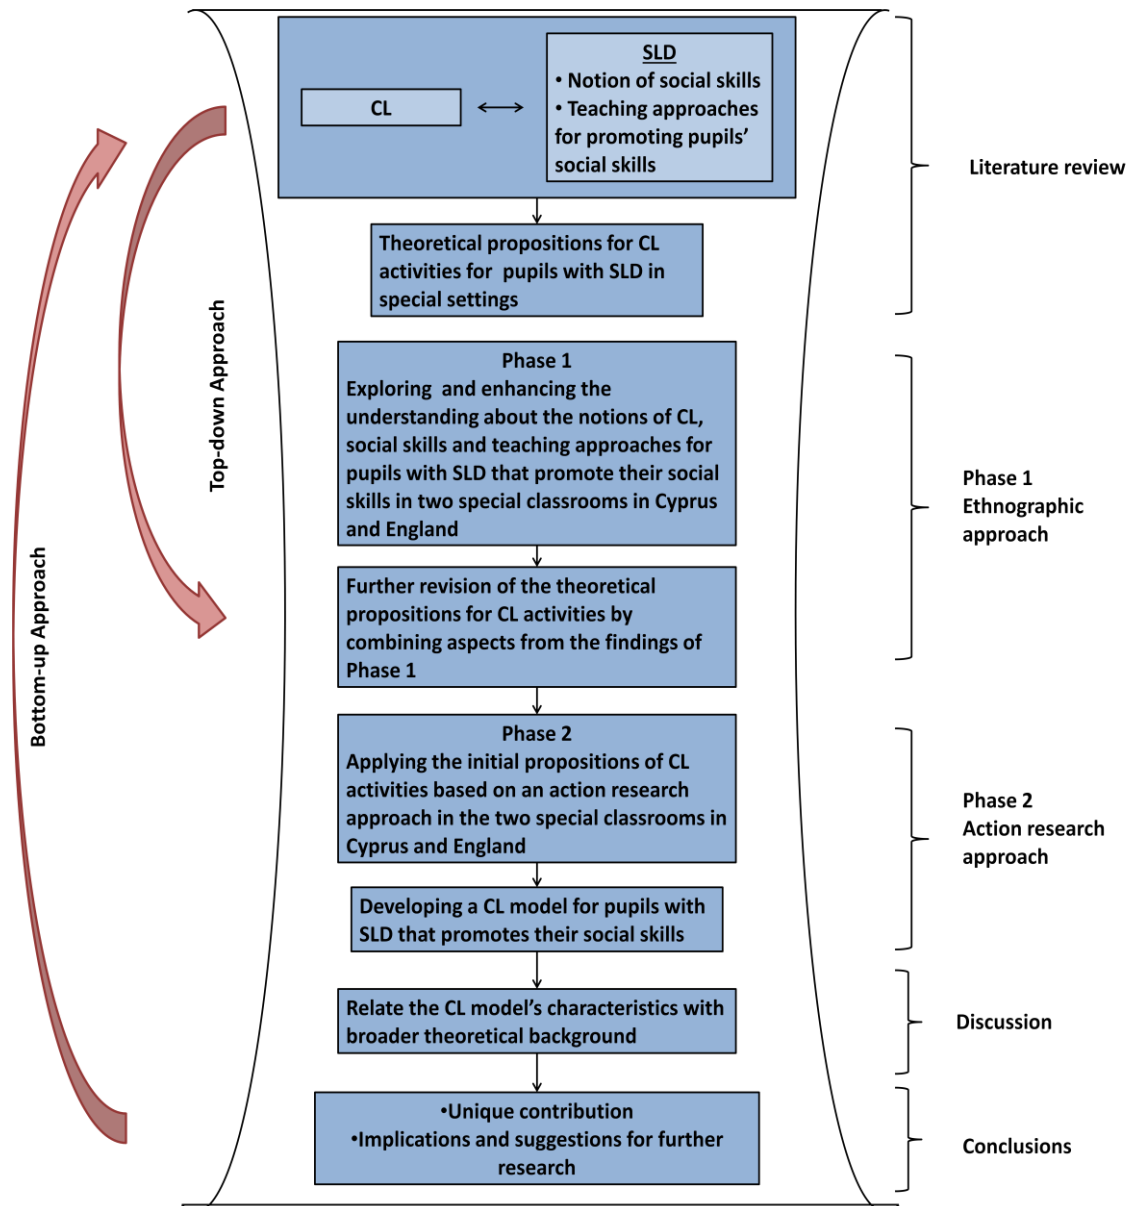 SLD
• Notion of social skills
• Teaching approaches
for promoting pupils’
social skills
CL
Literature review
Theoretical propositions for CL
activities for pupils with SLD in
special settings
Top-down Approach
Bottom-up Approach
Phase 1
Exploring and enhancing the
understanding about the notions of CL,
social skills and teaching approaches for
pupils with SLD that promote their social
skills in two special classrooms in Cyprus
and England
Phase 1
Ethnographic
approach
Further revision of the theoretical
propositions for CL activities by
combining aspects from the findings of
Phase 1
Phase 2
Applying the initial propositions of CL
activities based on an action research
approach in the two special classrooms in
Cyprus and England
Phase 2
Action research
approach
Developing a CL model for pupils with
SLD that promotes their social skills
Relate the CL model’s characteristics with
broader theoretical background
Discussion
•Unique contribution
•Implications and suggestions for further
research
Conclusions